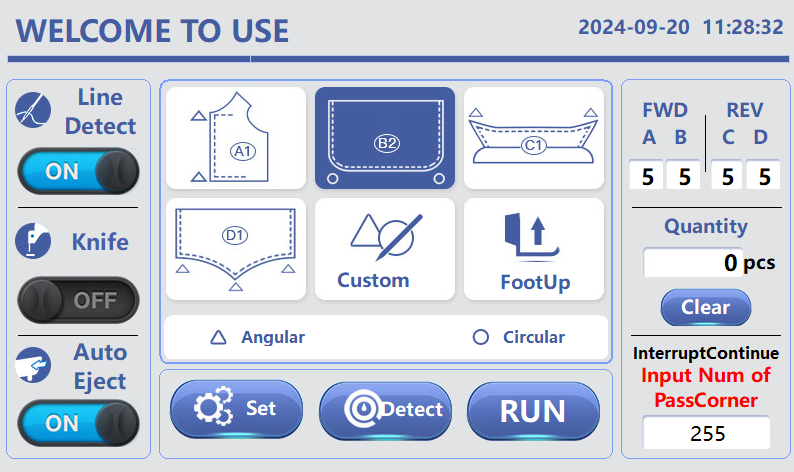 WELCOME TO USE
2024-09-20 11:28:32
Line
Detect
ON
Knife
OFF
Auto
Eject
ON
A1
B2
C1
D1
Custom
FootUp
Angular
Circular
Set
Detect
RUN
FWD REV
A B C D
5 5 5 5
Quantity
0 pcs
Clear
InterruptContinue
Input Num of
PassCorner
255